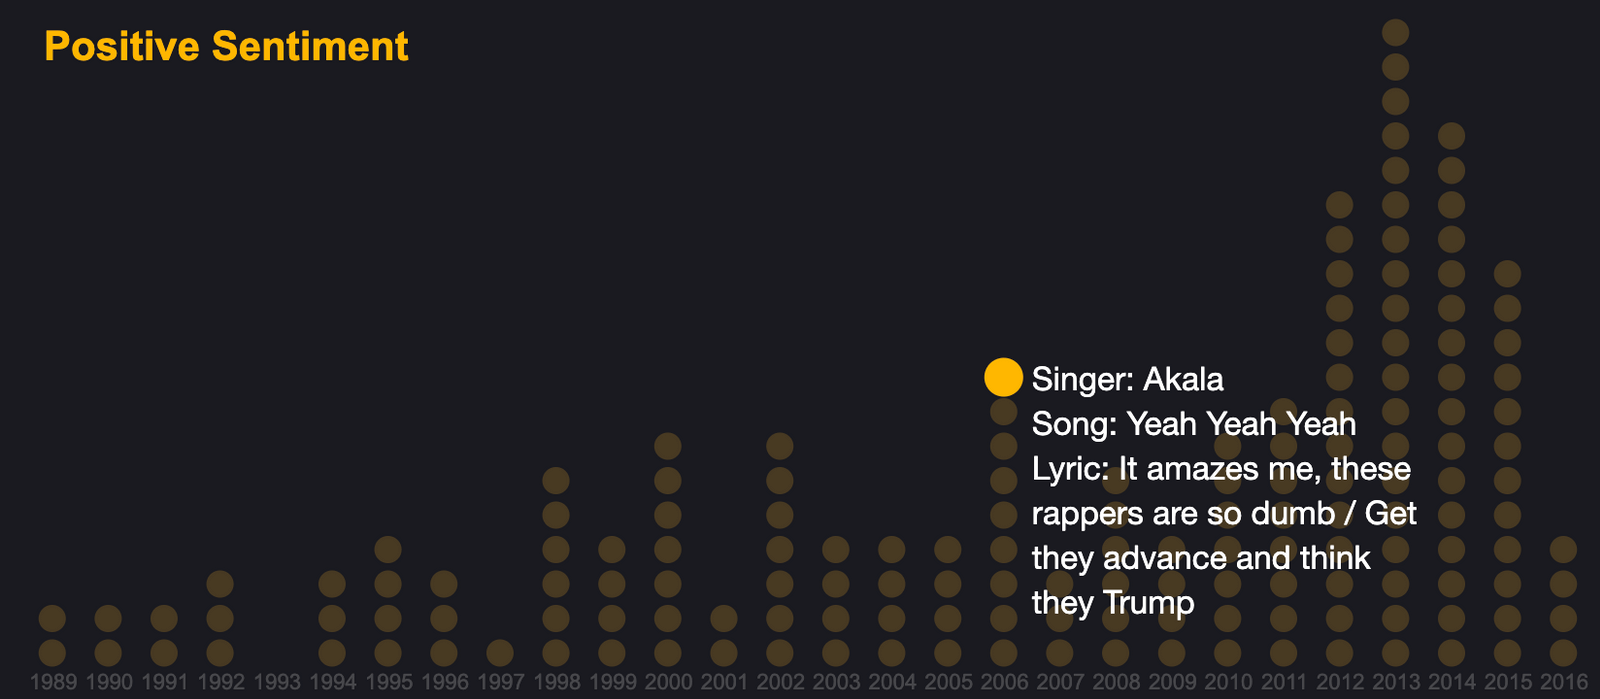 Positive Sentiment
Singer: Akala
Song: Yeah Yeah Yeah
Lyric: It amazes me, these
rappers are so dumb / Get
they advance and think
they Trump
1989 1990 1991 1992 1993 1994 1995 1996 1997 1998 1999 2000 2001 2002 2003 2004 2005 2006 2007 2008 2009 2010 2011 2012 2013 2014 2015 2016